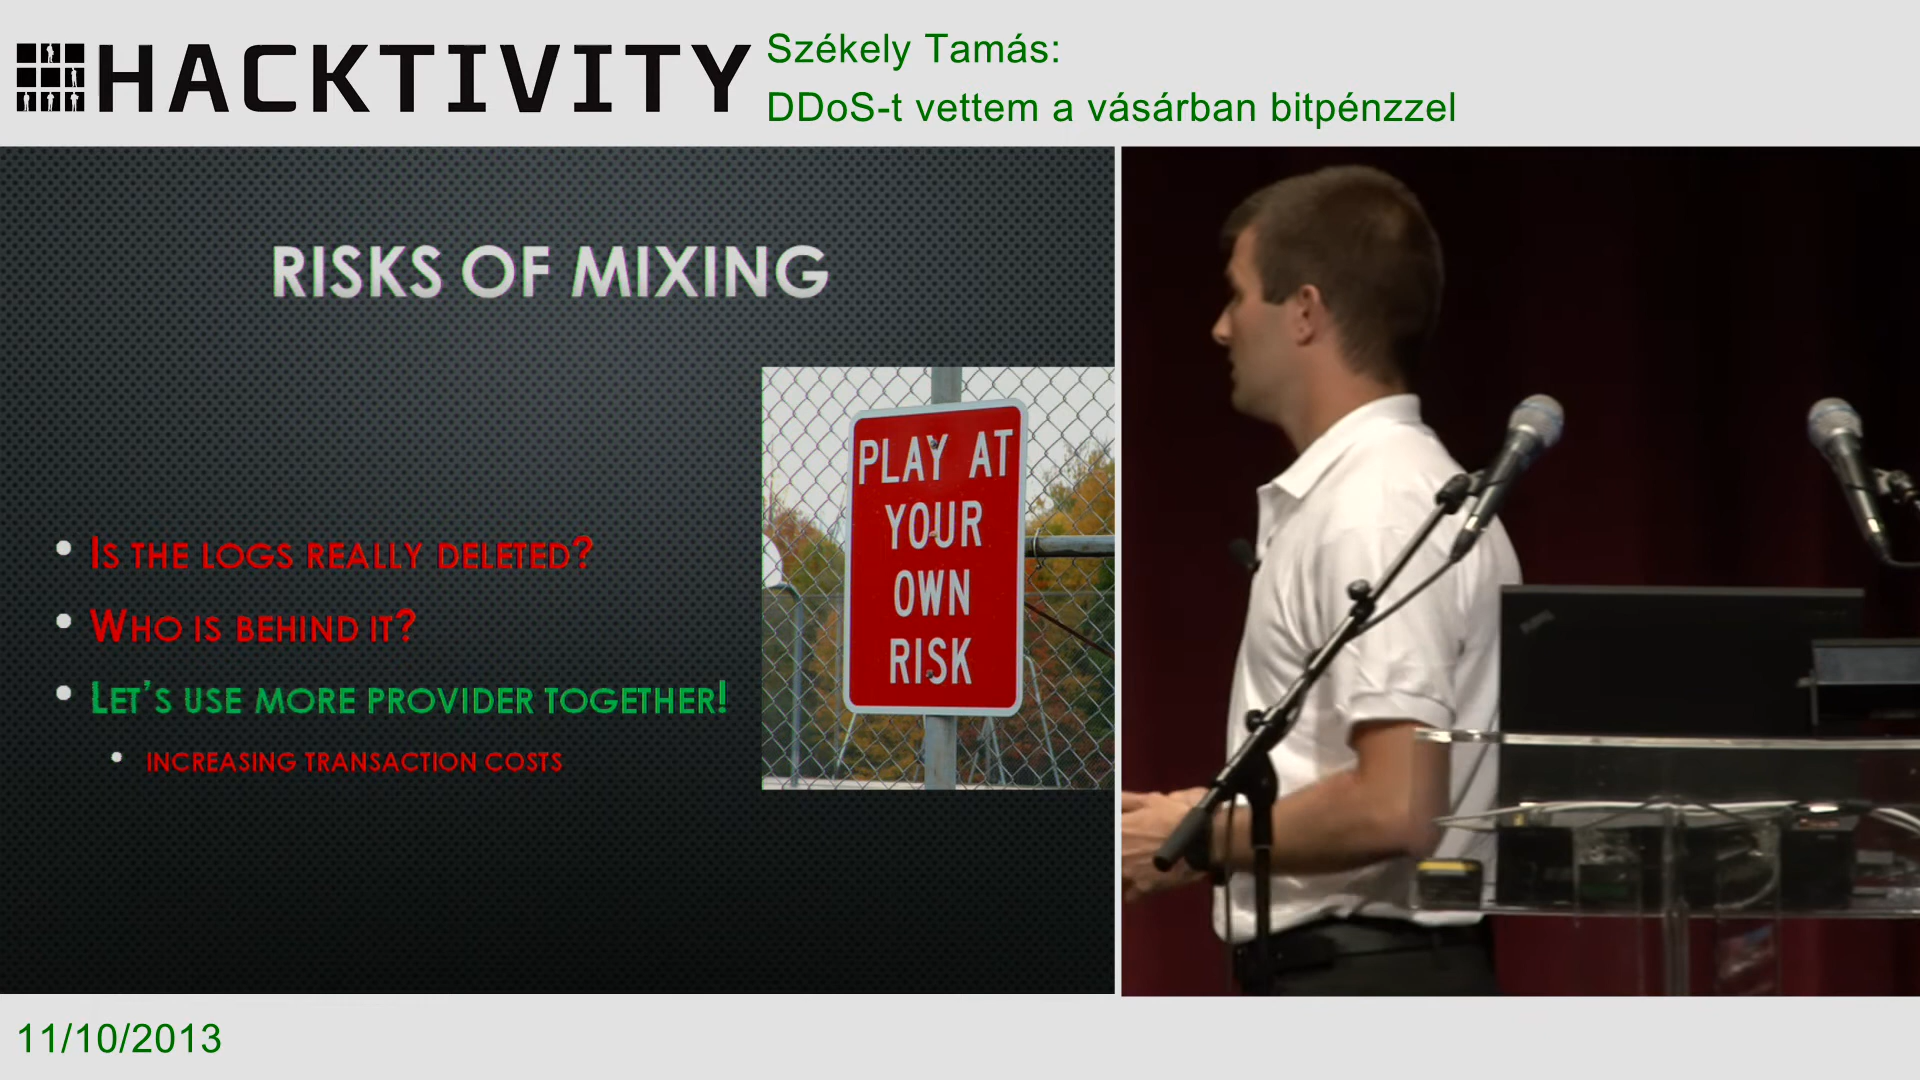 HACKTIVITY
Székely Tamás:
DDoS-t vettem a vásárban bitpénzzel
RISKS OF MIXING
IS THE LOGS REALLY DELETED?
WHO IS BEHIND IT?
LET'S USE MORE PROVIDER TOGETHER!
INCREASING TRANSACTION COSTS
PLAY AT
YOUR
OWN
RISK
11/10/2013